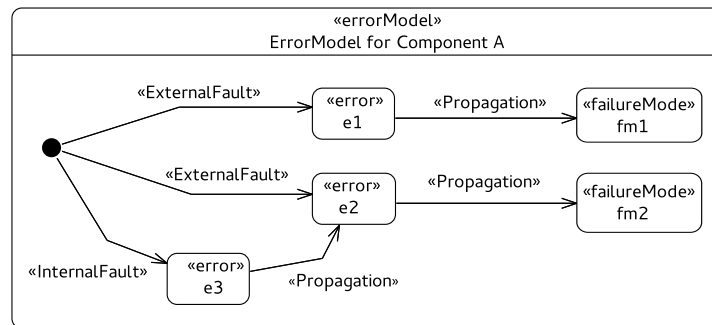 «errorModel»
ErrorModel for Component A
«ExternalFault»
«error»
e1
«Propagation»
«failureMode»
fm1
«ExternalFault»
«error»
e2
«Propagation»
«failureMode»
fm2
«InternalFault»
«error»
e3
«Propagation»